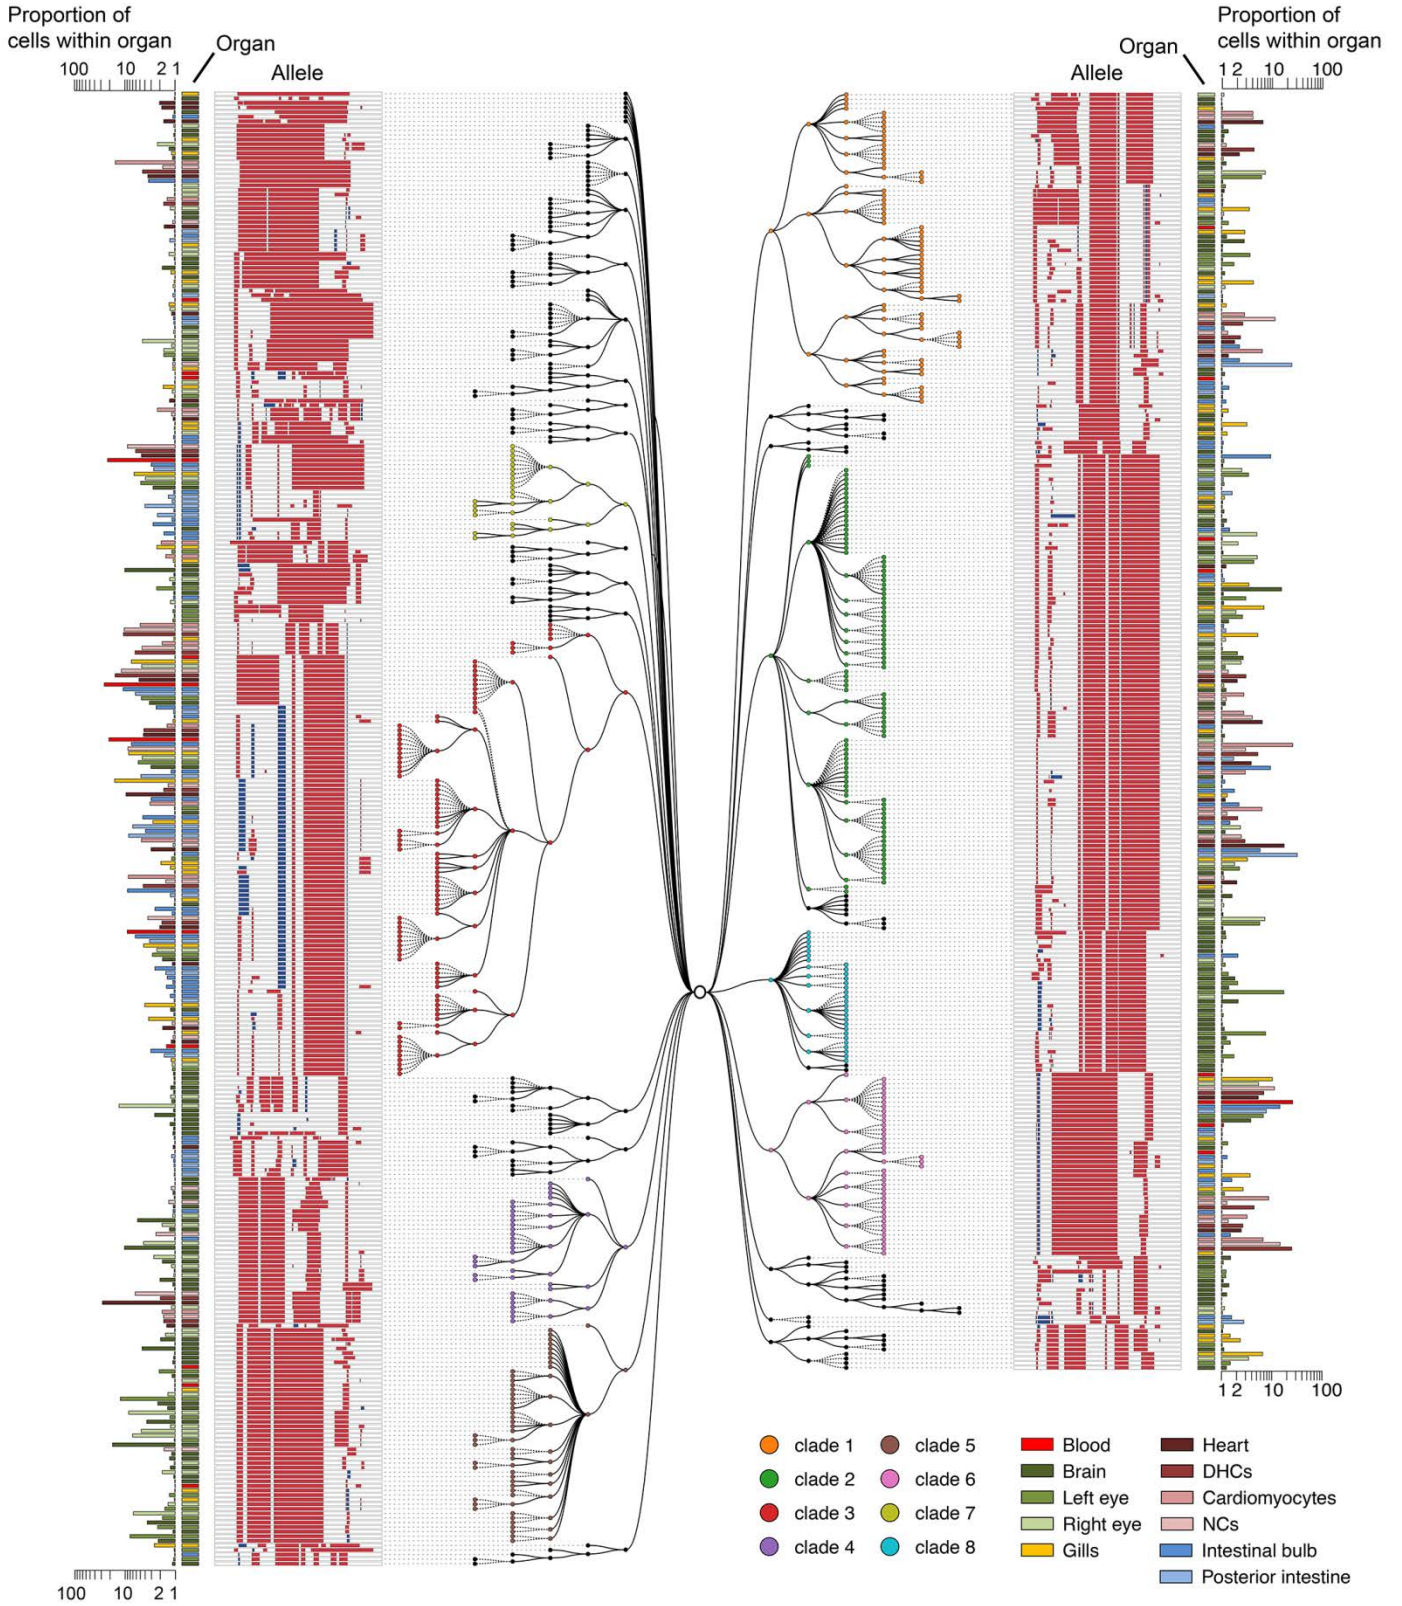 Proportion of
cells within organ
Organ
100 10 2 1
Allele
Proportion of
cells within organ
Organ
Allele
1 2 10 100
1 2 10 100
clade 1
clade 2
clade 3
clade 4
clade 5
clade 6
clade 7
clade 8
Blood
Brain
Left eye
Right eye
Gills
Heart
DHCs
Cardiomyocytes
NCs
Intestinal bulb
Posterior intestine
100 10 2 1